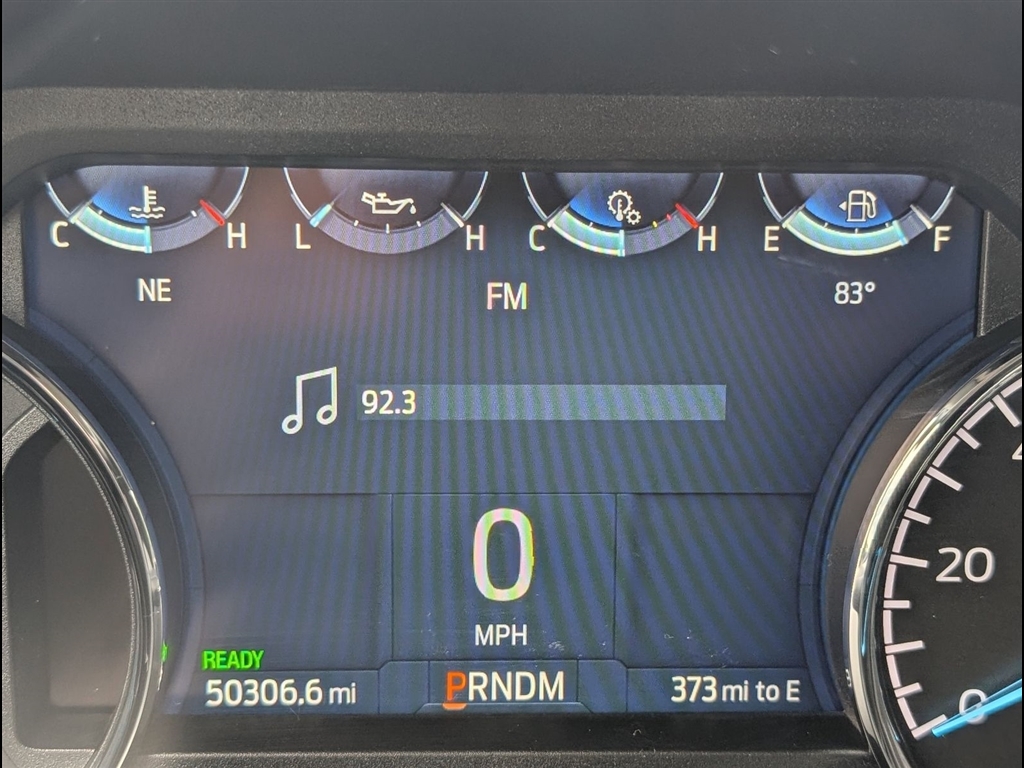 C H L H C H E F
NE FM 83°
92.3
0
MPH
20
READY
50306.6 mi PRNDM 373 mi to E
0